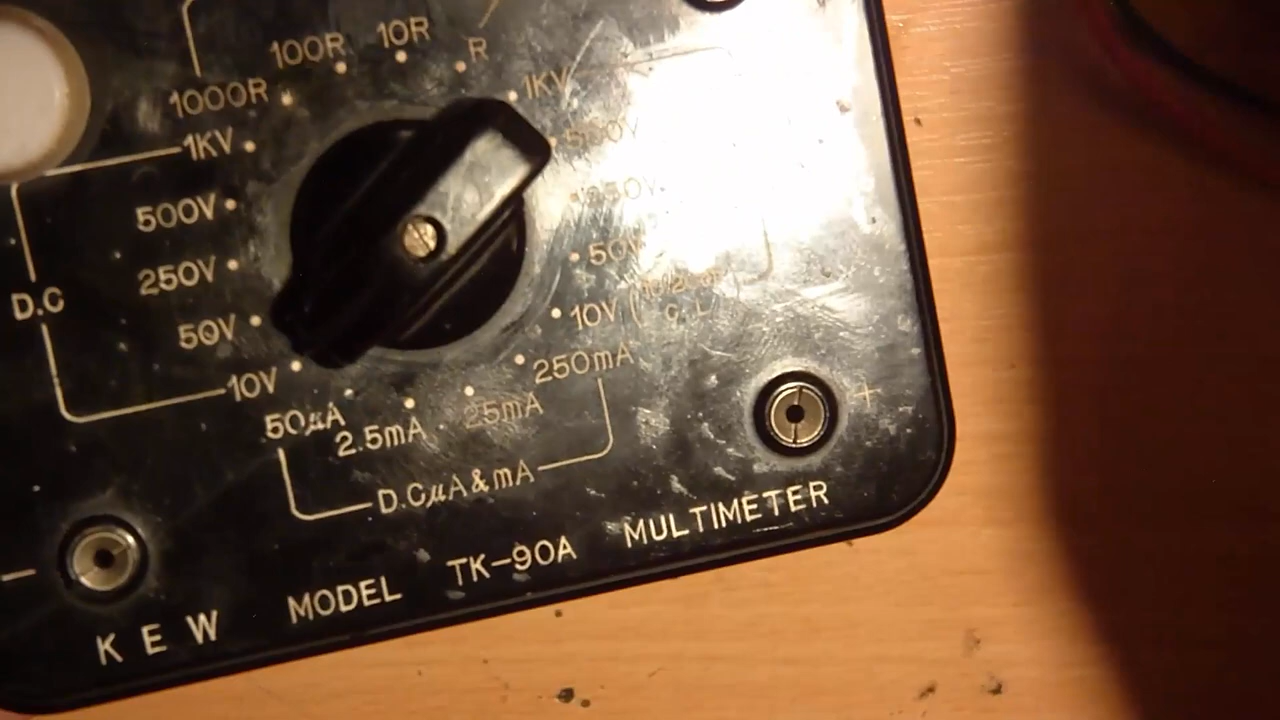 100R 10R R
1000R 1KV
1KV 500V
500V 250V
250V 50V
D.C
50V 10V (
10V 250mA
50μA 2.5mA 25mA
D.C μA & mA
+
−
KEW MODEL TK-90A MULTIMETER